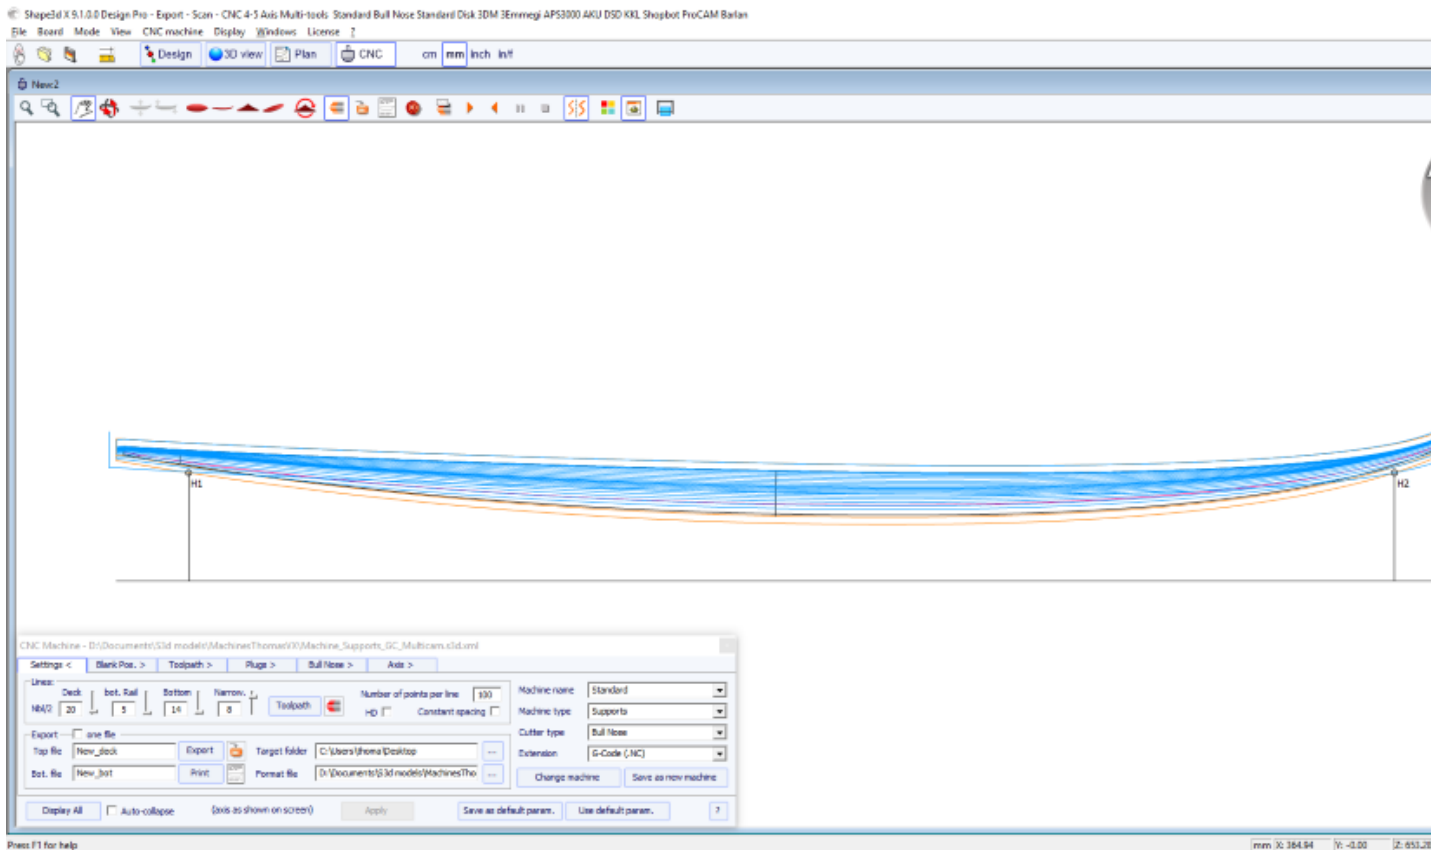 Shape3d X 9.1.0.0 Design Pro - Export - Scan - CNC 4-5 Axis Multi-tools Standard Bull Nose Standard Disk 3DM 3Emmegi APS3000 AKU DSD KKL Shopbot ProCAM Barlan
File Board Mode View CNC machine Display Windows License ?
Design 3D view Plan CNC cm mm inch in/f
New2
H1 H2
CNC Machine - D:\Documents\S3d models\MachinesThomasVX\Machine_Supports_GC_Multicam.s3d.xml
Settings < Blank Pos. > Toolpath > Plugs > Bull Nose > Axis >
Lines:
Deck bot. Rail Bottom Narrow.
Nbl/2 20 5 14 8 Toolpath
Number of points per line 100
HD Constant spacing
Machine name Standard
Machine type Supports
Cutter type Bull Nose
Extension G-Code (.NC)
Change machine Save as new machine
Export one file
Top file New_deck Export Target folder C:\Users\thoma\Desktop ...
Bot. file New_bot Print Format file D:\Documents\S3d models\MachinesTho ...
Display All Auto-collapse (axis as shown on screen) Apply Save as default param. Use default param. ?
Press F1 for help mm X: 364.94 Y: -0.00 Z: 653.20